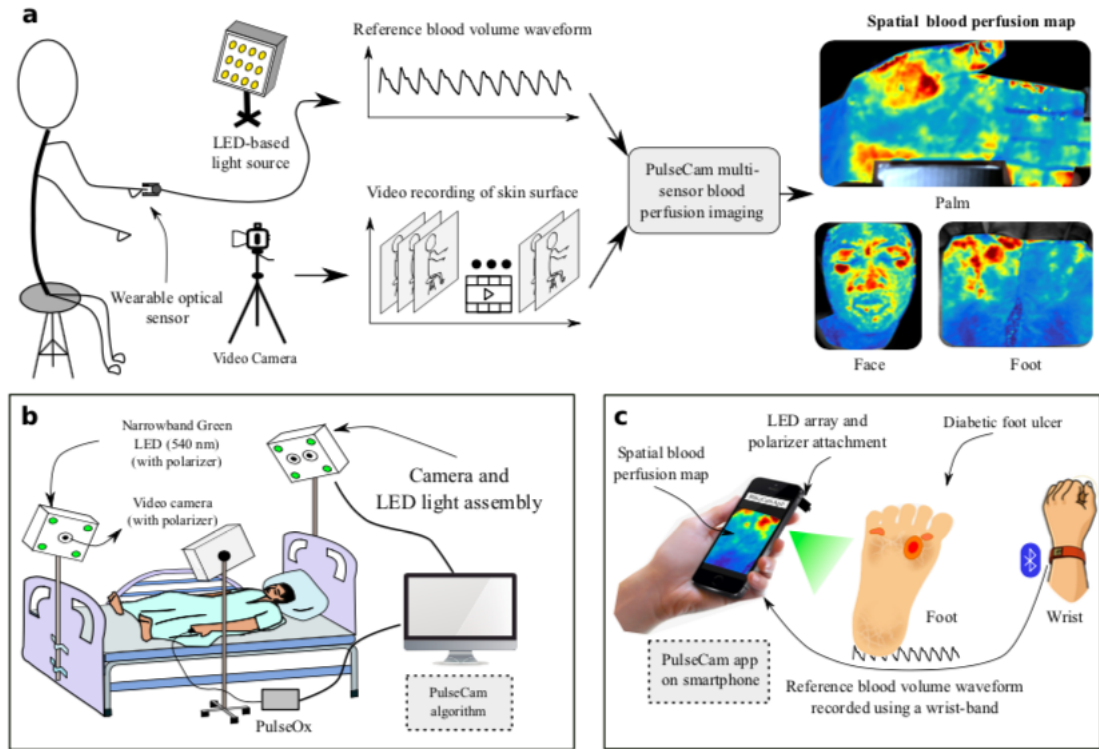 a
Reference blood volume waveform
LED-based
light source
Wearable optical
sensor
Video Camera
Video recording of skin surface
PulseCam multi-
sensor blood
perfusion imaging
Spatial blood perfusion map
Palm
Face
Foot
b
Narrowband Green
LED (540 nm)
(with polarizer)
Video camera
(with polarizer)
Camera and
LED light assembly
PulseOx
PulseCam
algorithm
c
LED array and
polarizer attachment
Spatial blood
perfusion map
Diabetic foot ulcer
Foot
Wrist
PulseCam app
on smartphone
Reference blood volume waveform
recorded using a wrist-band